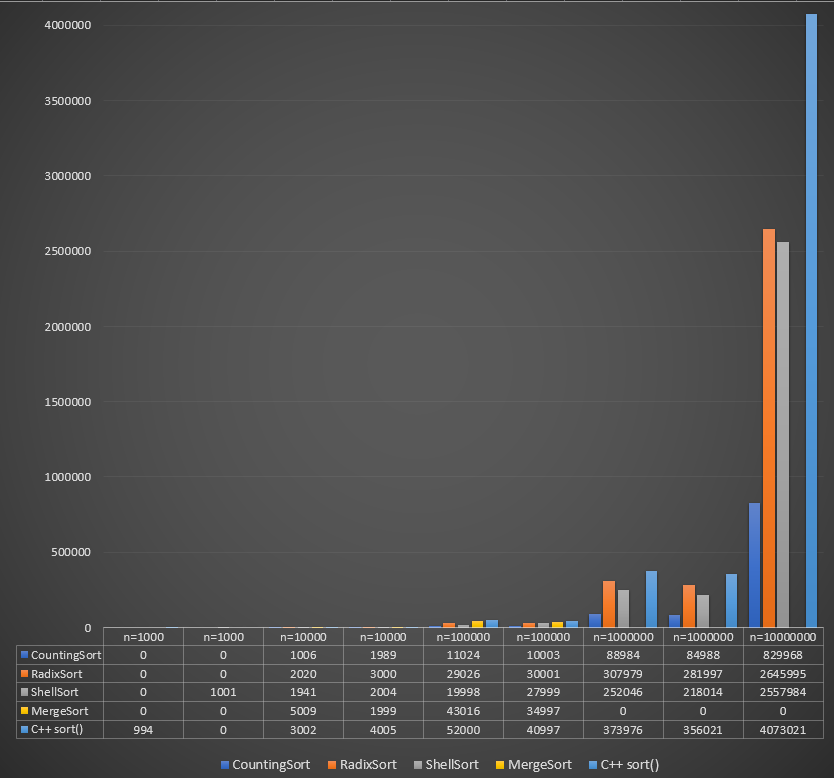 4000000
3500000
3000000
2500000
2000000
1500000
1000000
500000
0
n=1000 n=1000 n=10000 n=10000 n=100000 n=100000 n=1000000 n=1000000 n=10000000
CountingSort 0 0 1006 1989 11024 10003 88984 84988 829968
RadixSort 0 0 2020 3000 29026 30001 307979 281997 2645995
ShellSort 0 1001 1941 2004 19998 27999 252046 218014 2557984
MergeSort 0 0 5009 1999 43016 34997 0 0 0
C++ sort() 994 0 3002 4005 52000 40997 373976 356021 4073021
CountingSort RadixSort ShellSort MergeSort C++ sort()